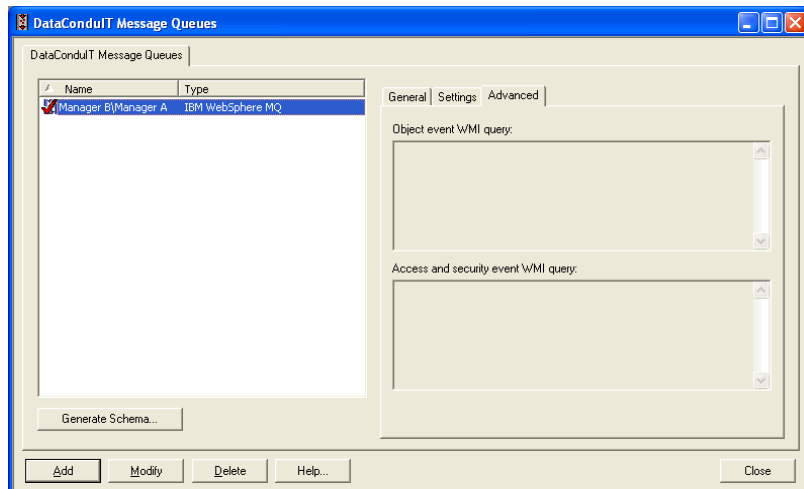 DataConduIT Message Queues
DataConduIT Message Queues
Name Type
Manager B\Manager A IBM WebSphere MQ
General Settings Advanced
Object event WMI query:
Access and security event WMI query:
Generate Schema...
Add Modify Delete Help... Close